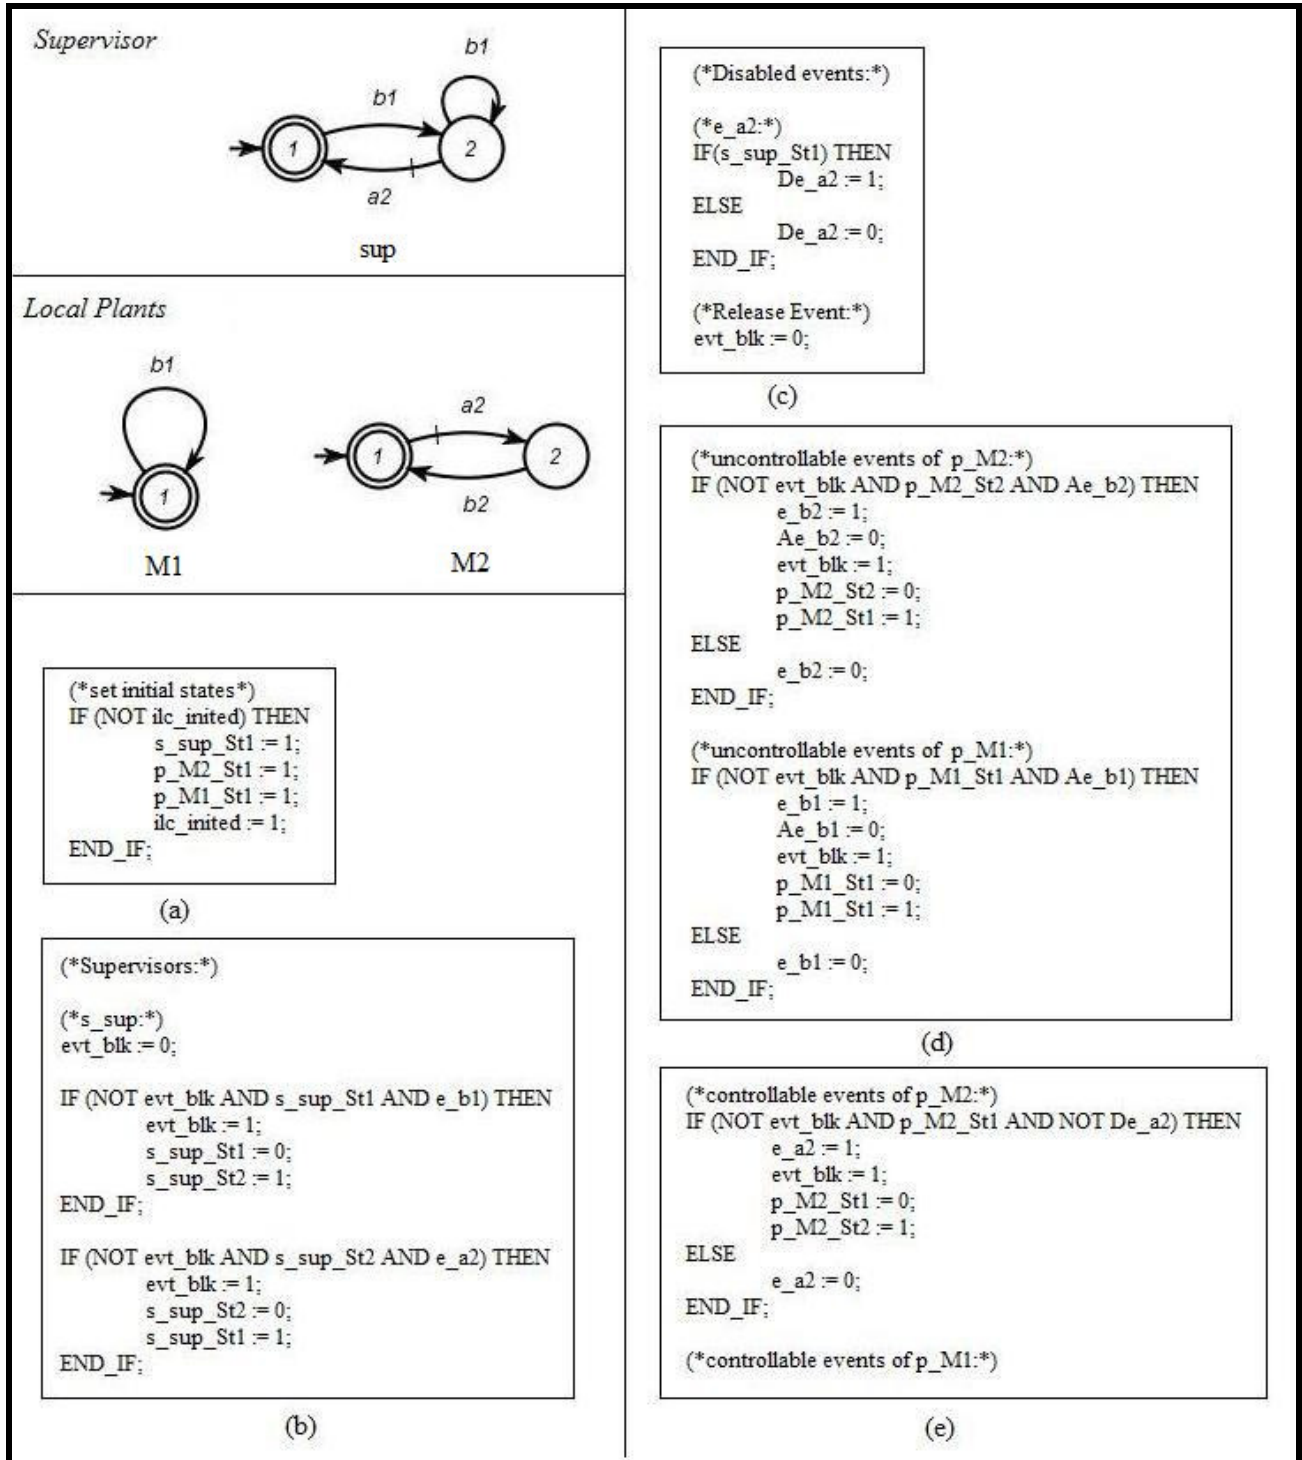 Supervisor
b1
b1
1
2
a2
sup
Local Plants
b1
1
M1
a2
1
2
b2
M2
(*set initial states*)
IF (NOT ilc_inited) THEN
s_sup_St1 := 1;
p_M2_St1 := 1;
p_M1_St1 := 1;
ilc_inited := 1;
END_IF;
(a)
(*Supervisors:*)
(*s_sup:*)
evt_blk := 0;
IF (NOT evt_blk AND s_sup_St1 AND e_b1) THEN
evt_blk := 1;
s_sup_St1 := 0;
s_sup_St2 := 1;
END_IF;
IF (NOT evt_blk AND s_sup_St2 AND e_a2) THEN
evt_blk := 1;
s_sup_St2 := 0;
s_sup_St1 := 1;
END_IF;
(b)
(*Disabled events:*)
(*e_a2:*)
IF(s_sup_St1) THEN
De_a2 := 1;
ELSE
De_a2 := 0;
END_IF;
(*Release Event:*)
evt_blk := 0;
(c)
(*uncontrollable events of p_M2:*)
IF (NOT evt_blk AND p_M2_St2 AND Ae_b2) THEN
e_b2 := 1;
Ae_b2 := 0;
evt_blk := 1;
p_M2_St2 := 0;
p_M2_St1 := 1;
ELSE
e_b2 := 0;
END_IF;
(*uncontrollable events of p_M1:*)
IF (NOT evt_blk AND p_M1_St1 AND Ae_b1) THEN
e_b1 := 1;
Ae_b1 := 0;
evt_blk := 1;
p_M1_St1 := 0;
p_M1_St1 := 1;
ELSE
e_b1 := 0;
END_IF;
(d)
(*controllable events of p_M2:*)
IF (NOT evt_blk AND p_M2_St1 AND NOT De_a2) THEN
e_a2 := 1;
evt_blk := 1;
p_M2_St1 := 0;
p_M2_St2 := 1;
ELSE
e_a2 := 0;
END_IF;
(*controllable events of p_M1:*)
(e)